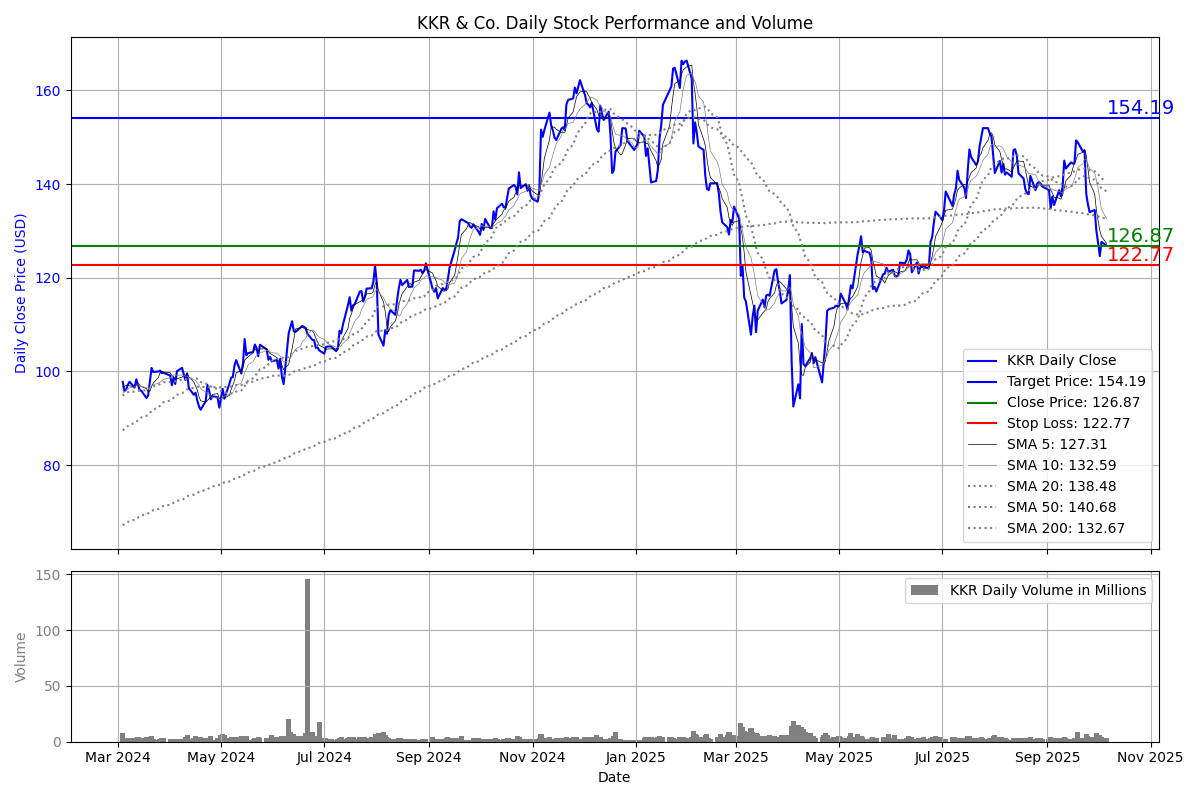 KKR & Co. Daily Stock Performance and Volume
Daily Close Price (USD)
160
140
120
100
80
154.19
126.87
122.77
KKR Daily Close
Target Price: 154.19
Close Price: 126.87
Stop Loss: 122.77
SMA 5: 127.31
SMA 10: 132.59
SMA 20: 138.48
SMA 50: 140.68
SMA 200: 132.67
Volume
150
100
50
0
KKR Daily Volume in Millions
Mar 2024 May 2024 Jul 2024 Sep 2024 Nov 2024 Jan 2025 Mar 2025 May 2025 Jul 2025 Sep 2025 Nov 2025
Date